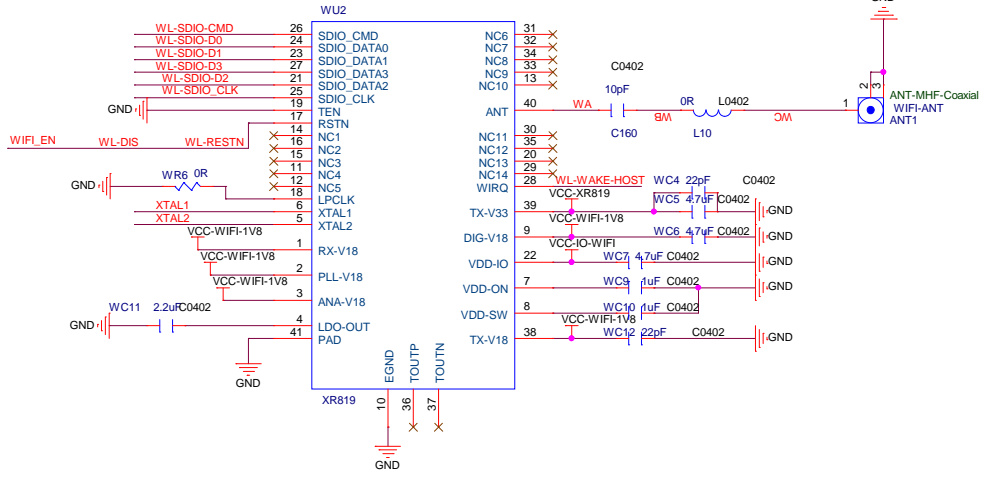 WU2
GND
WL-SDIO-CMD 26 SDIO_CMD
WL-SDIO-D0 24 SDIO_DATA0
WL-SDIO-D1 23 SDIO_DATA1
WL-SDIO-D3 27 SDIO_DATA3
WL-SDIO-D2 21 SDIO_DATA2
WL-SDIO_CLK 25 SDIO_CLK
GND 19 TEN
17 RSTN
WIFI_EN WL-DIS WL-RESTN
14 NC1
16 NC2
15 NC3
11 NC4
12 NC5
GND WR6 0R 18 LPCLK
XTAL1 6 XTAL1
XTAL2 5 XTAL2
VCC-WIFI-1V8 1 RX-V18
VCC-WIFI-1V8 2 PLL-V18
VCC-WIFI-1V8 3 ANA-V18
GND WC11 2.2uF C0402 4 LDO-OUT
41 PAD
GND
NC6 31
NC7 32
NC8 34
NC9 33
NC10 13
C0402
10pF
ANT 40 WA C160 WB 0R L0402 L10 WC 1
2 3
ANT-MHF-Coaxial
WIFI-ANT
ANT1
NC11 30
NC12 35
NC13 20
NC14 29
WIRQ 28 WL-WAKE-HOST
VCC-XR819 WC4 22pF C0402
TX-V33 39 WC5 4.7uF C0402 GND
VCC-WIFI-1V8
DIG-V18 9 WC6 4.7uF C0402 GND
VCC-IO-WIFI
VDD-IO 22 WC7 4.7uF C0402 GND
VDD-ON 7 WC9 1uF C0402 GND
VDD-SW 8 WC10 1uF C0402
VCC-WIFI-1V8
TX-V18 38 WC12 22pF C0402 GND
EGND TOUTP TOUTN
XR819
10 36 37
GND